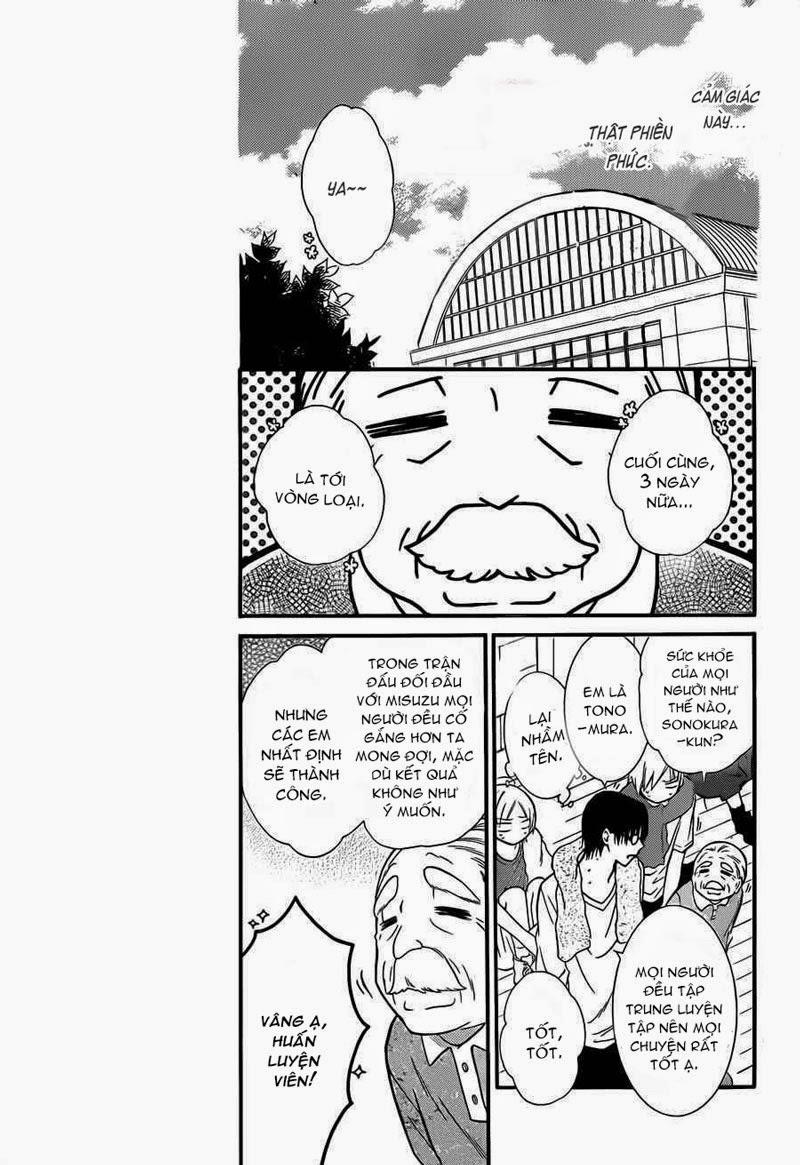 CẢM GIÁC
NÀY...
THẬT PHIỀN
PHỨC.
YA~~
CUỐI CÙNG,
3 NGÀY
NỮA...
LÀ TỚI
VÒNG LOẠI.
SỨC KHỎE
CỦA MỌI
NGƯỜI NHƯ
THẾ NÀO,
SONOKURA
-KUN?
EM LÀ
TONO
-MURA.
LẠI
NHẦM
TÊN.
MỌI NGƯỜI
ĐỀU TẬP
TRUNG LUYỆN
TẬP NÊN MỌI
CHUYỆN RẤT
TỐT Ạ.
TỐT,
TỐT.
TRONG TRẬN
ĐẤU ĐỐI ĐẦU
VỚI MISUZU MỌI
NGƯỜI ĐỀU CỐ
GẮNG HƠN TA
MONG ĐỢI, MẶC
DÙ KẾT QUẢ
KHÔNG NHƯ
Ý MUỐN.
NHƯNG
CÁC EM
NHẤT ĐỊNH
SẼ THÀNH
CÔNG.
VÂNG Ạ,
HUẤN
LUYỆN
VIÊN!